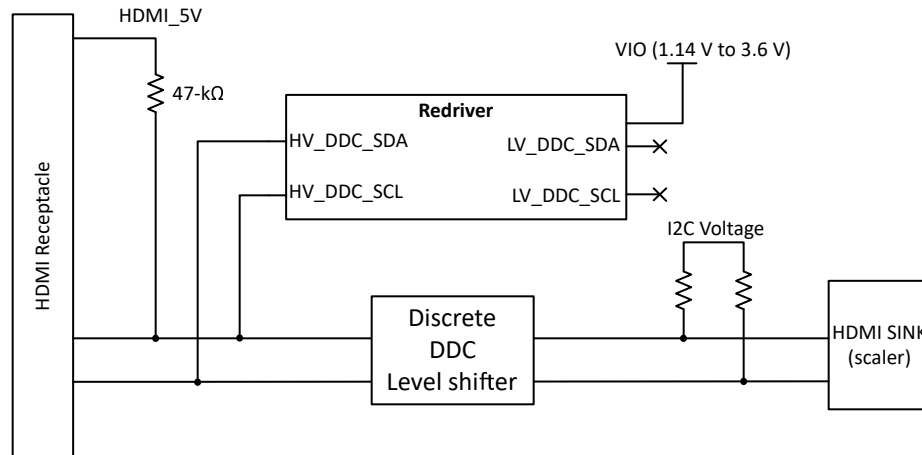 HDMI_5V
VIO (1.14 V to 3.6 V)
47-kΩ
Redriver
HV_DDC_SDA
LV_DDC_SDA
HV_DDC_SCL
LV_DDC_SCL
HDMI Receptacle
I2C Voltage
Discrete
DDC
Level shifter
HDMI SINK
(scaler)